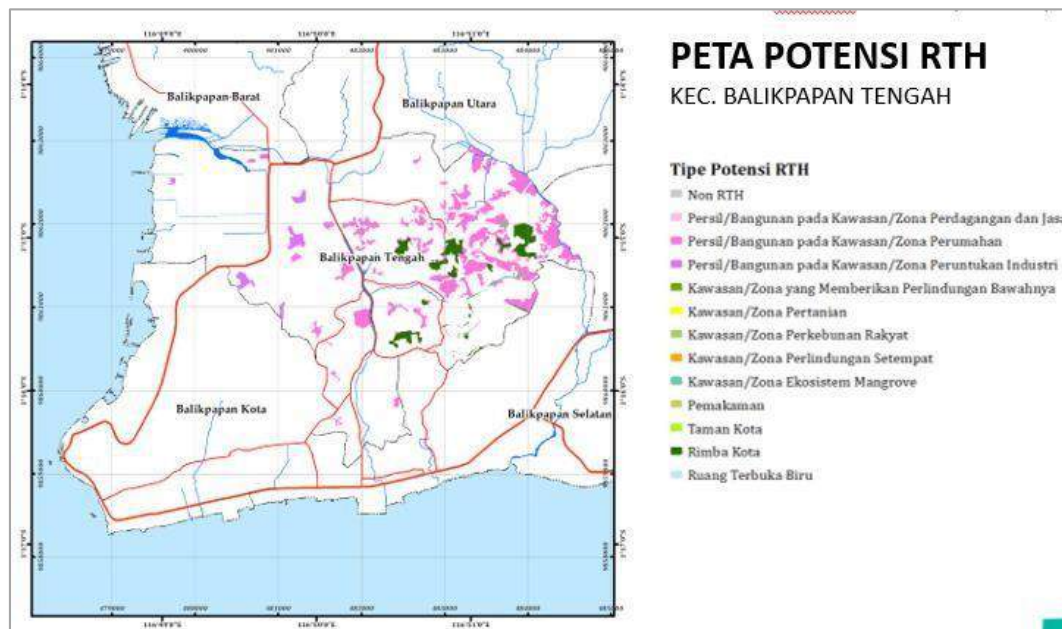 PETA POTENSI RTH
KEC. BALIKPAPAN TENGAH
Tipe Potensi RTH
Non RTH
Persil/Bangunan pada Kawasan/Zona Perdagangan dan Jasa
Persil/Bangunan pada Kawasan/Zona Perumahan
Persil/Bangunan pada Kawasan/Zona Peruntukan Industri
Kawasan/Zona yang Memberikan Perlindungan Bawahnya
Kawasan/Zona Pertanian
Kawasan/Zona Perkebunan Rakyat
Kawasan/Zona Perlindungan Setempat
Kawasan/Zona Ekosistem Mangrove
Pemakaman
Taman Kota
Rimba Kota
Ruang Terbuka Biru
Balikpapan Barat
Balikpapan Utara
Balikpapan Tengah
Balikpapan Kota
Balikpapan Selatan